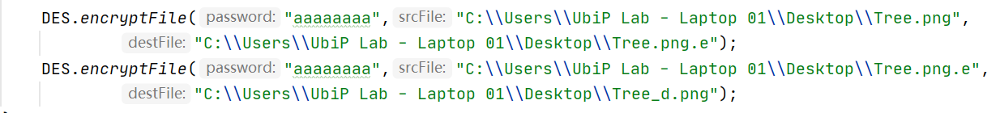 DES.encryptFile( password: "aaaaaaaa", srcFile: "C:\\Users\\UbiP Lab - Laptop 01\\Desktop\\Tree.png",
destFile: "C:\\Users\\UbiP Lab - Laptop 01\\Desktop\\Tree.png.e");
DES.encryptFile( password: "aaaaaaaa", srcFile: "C:\\Users\\UbiP Lab - Laptop 01\\Desktop\\Tree.png.e",
destFile: "C:\\Users\\UbiP Lab - Laptop 01\\Desktop\\Tree_d.png");